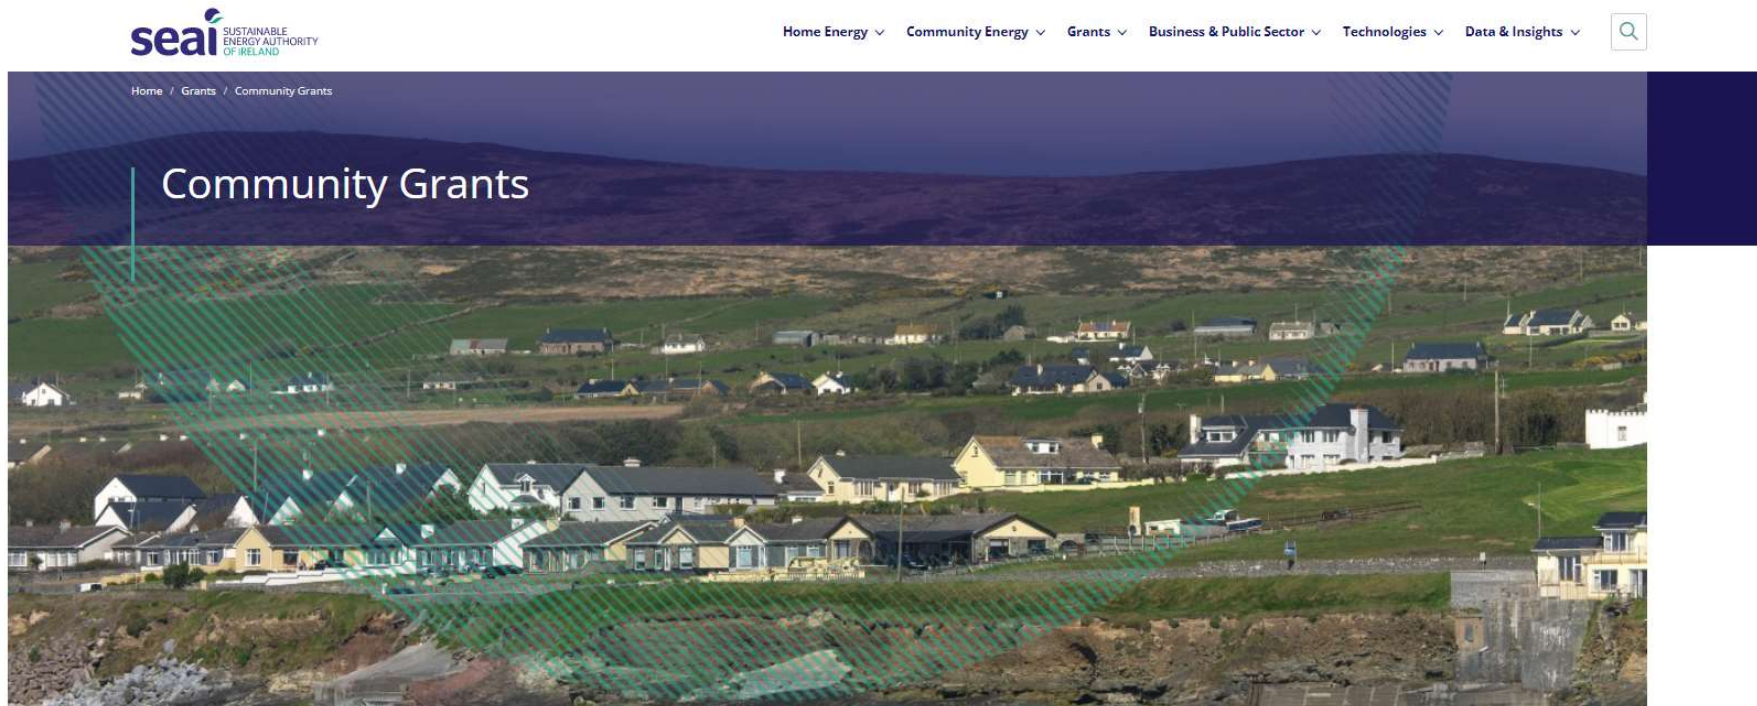 seai SUSTAINABLE
ENERGY AUTHORITY
OF IRELAND
Home Energy Community Energy Grants Business & Public Sector Technologies Data & Insights
Home / Grants / Community Grants
Community Grants